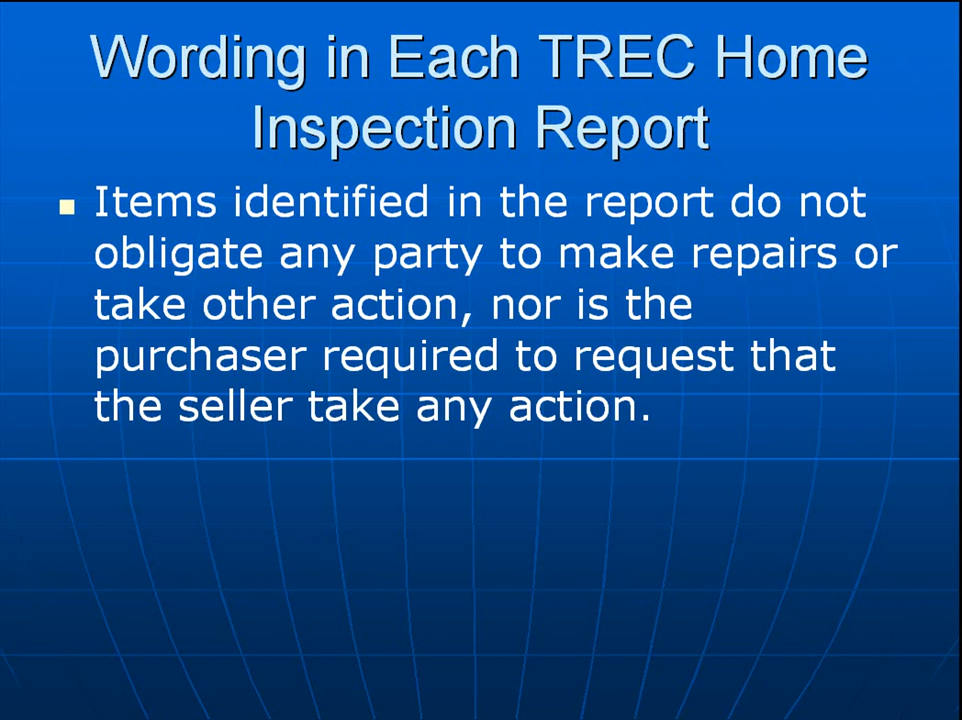 Wording in Each TREC Home
Inspection Report
Items identified in the report do not
obligate any party to make repairs or
take other action, nor is the
purchaser required to request that
the seller take any action.